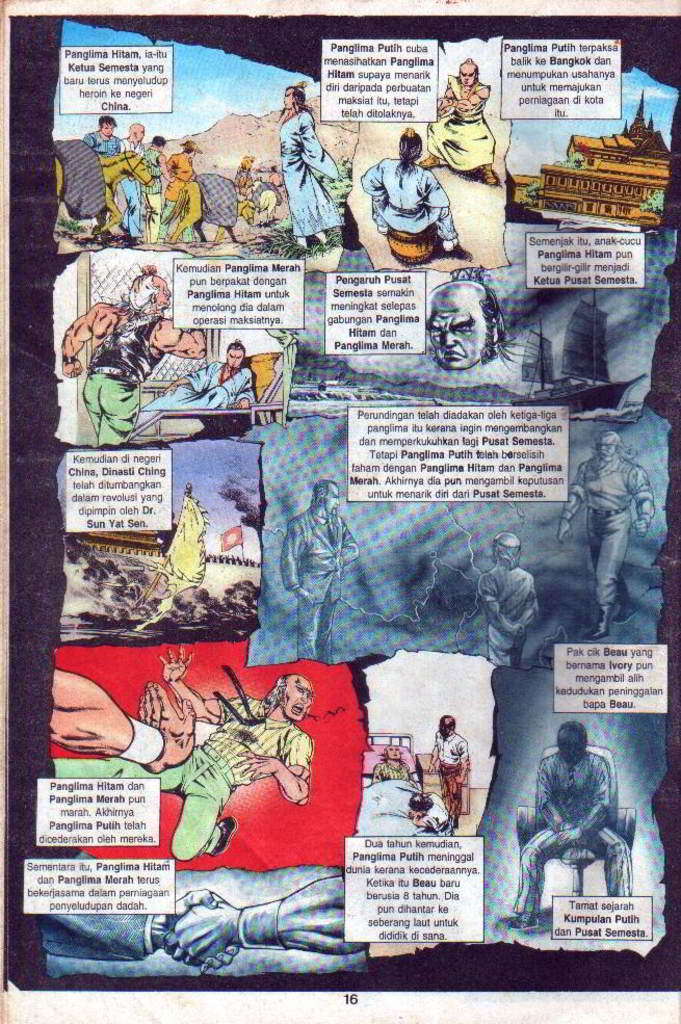 Panglima Hitam, ia-itu
Ketua Semesta yang
baru terus menyeludup
heroin ke negeri
China.
Panglima Putih cuba
menasihatkan Panglima
Hitam supaya menarik
diri daripada perbuatan
maksiat itu, tetapi
telah ditolaknya.
Panglima Putih terpaksa
balik ke Bangkok dan
menumpukan usahanya
untuk memajukan
perniagaan di kota
itu.
Semenjak itu, anak-cucu
Panglima Hitam pun
bergilir-gilir menjadi
Ketua Pusat Semesta.
Kemudian Panglima Merah
pun berpakat dengan
Panglima Hitam untuk
menolong dia dalam
operasi maksiatnya.
Pengaruh Pusat
Semesta semakin
meningkat selepas
gabungan Panglima
Hitam dan
Panglima Merah.
Perundingan telah diadakan oleh ketiga-tiga
panglima itu kerana ingin mengembangkan
dan memperkukuhkan lagi Pusat Semesta.
Tetapi Panglima Putih telah berselisih
faham dengan Panglima Hitam dan Panglima
Merah. Akhirnya dia pun mengambil keputusan
untuk menarik diri dari Pusat Semesta.
Kemudian di negeri
China, Dinasti Ching
telah ditumbangkan
dalam revolusi yang
dipimpin oleh Dr.
Sun Yat Sen.
Panglima Hitam dan
Panglima Merah pun
marah. Akhirnya
Panglima Putih telah
dicederakan oleh mereka.
Dua tahun kemudian,
Panglima Putih meninggal
dunia kerana kecederaannya.
Ketika itu Beau baru
berusia 8 tahun. Dia
pun dihantar ke
seberang laut untuk
dididik di sana.
Pak cik Beau yang
bernama Ivory pun
mengambil alih
kedudukan peninggalan
bapa Beau.
Sementara itu, Panglima Hitam
dan Panglima Merah terus
bekerjasama dalam perniagaan
penyeludupan dadah.
Tamat sejarah
Kumpulan Putih
dan Pusat Semesta.
16